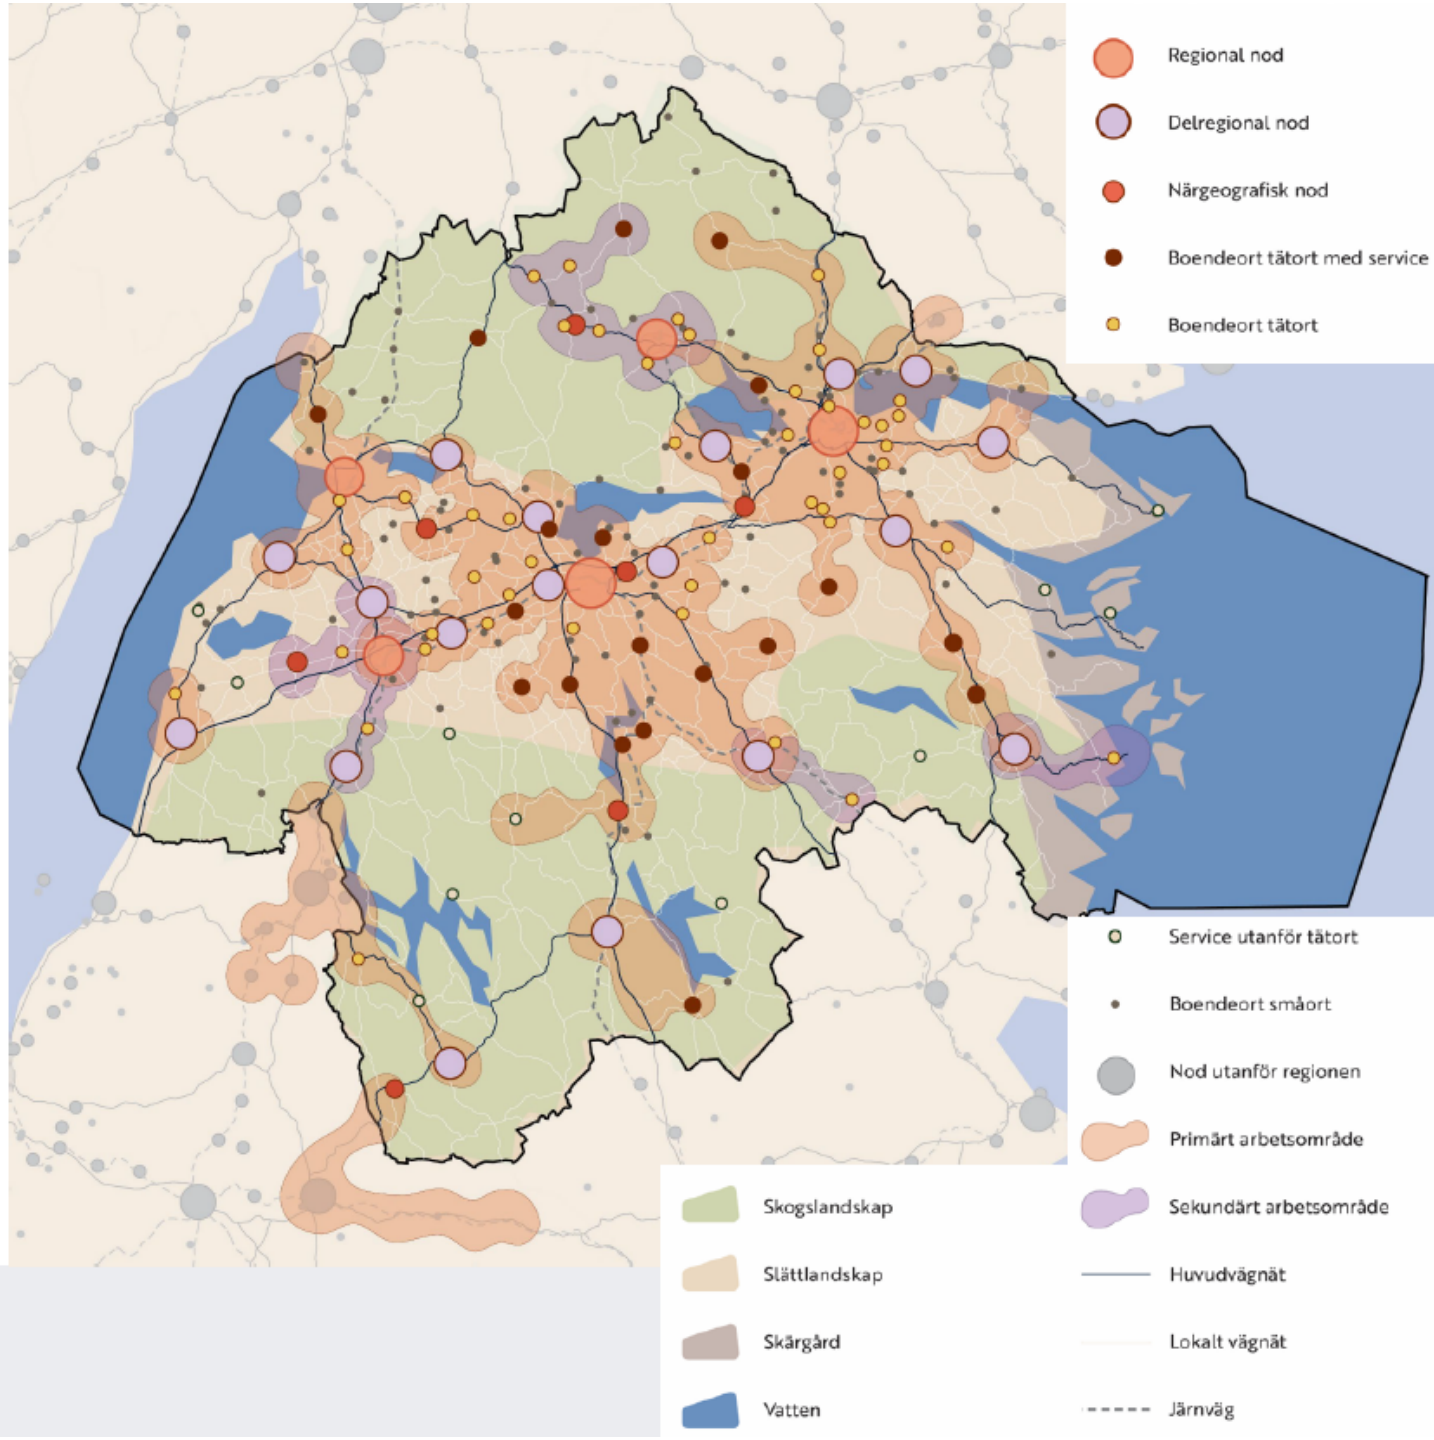 Regional nod
Delregional nod
Närgeografisk nod
Boendeort tätort med service
Boendeort tätort
Service utanför tätort
Boendeort småort
Nod utanför regionen
Primärt arbetsområde
Sekundärt arbetsområde
Huvudvägnät
Lokalt vägnät
Järnväg
Skogslandskap
Slättlandskap
Skärgård
Vatten